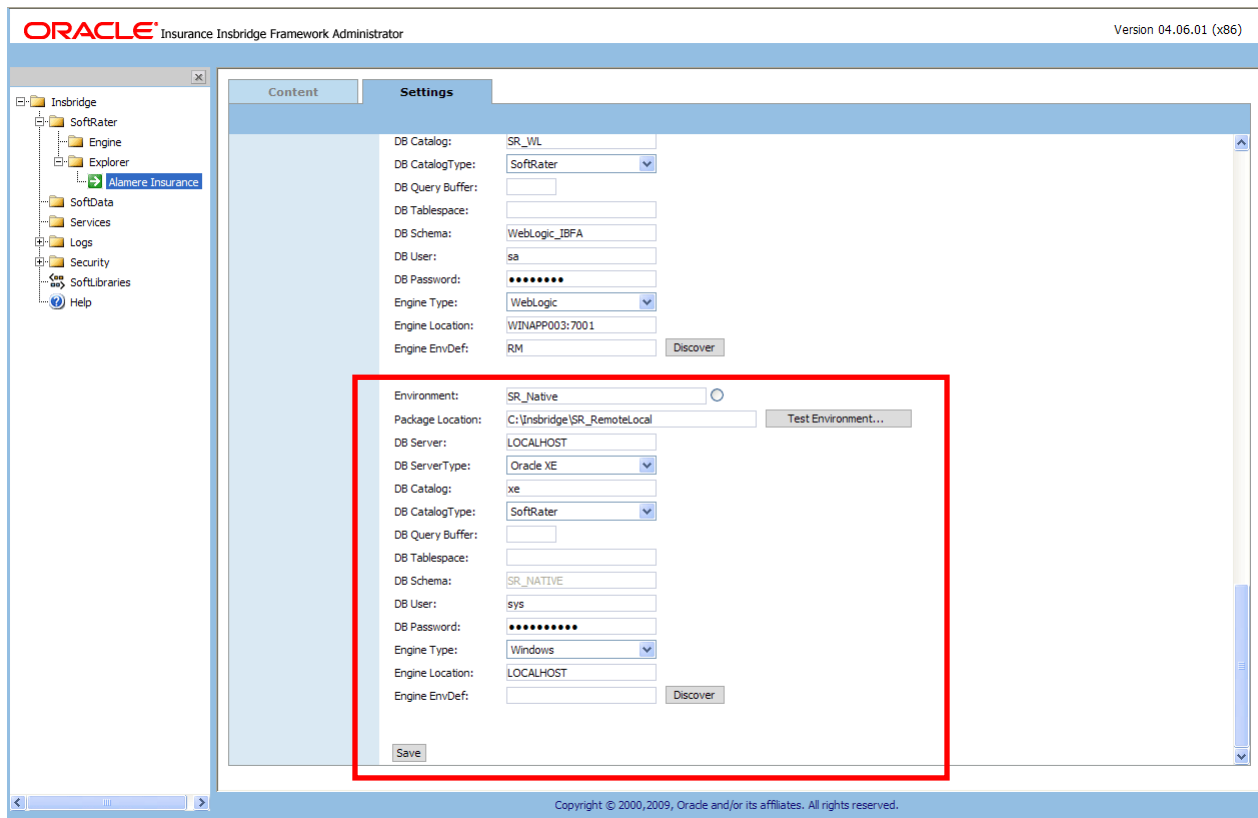 ORACLE® Insurance Insbridge Framework Administrator
Version 04.06.01 (x86)
Insbridge
SoftRater
Engine
Explorer
Alamere Insurance
SoftData
Services
Logs
Security
SoftLibraries
Help
Content Settings
DB Catalog: SR_WL
DB CatalogType: SoftRater
DB Query Buffer:
DB Tablespace:
DB Schema: WebLogic_IBFA
DB User: sa
DB Password: ••••••••
Engine Type: WebLogic
Engine Location: WINAPP003:7001
Engine EnvDef: RM Discover
Environment: SR_Native
Package Location: C:\Insbridge\SR_RemoteLocal Test Environment...
DB Server: LOCALHOST
DB ServerType: Oracle XE
DB Catalog: xe
DB CatalogType: SoftRater
DB Query Buffer:
DB Tablespace:
DB Schema: SR_NATIVE
DB User: sys
DB Password: ••••••••••
Engine Type: Windows
Engine Location: LOCALHOST
Engine EnvDef: Discover
Save
Copyright © 2000,2009, Oracle and/or its affiliates. All rights reserved.